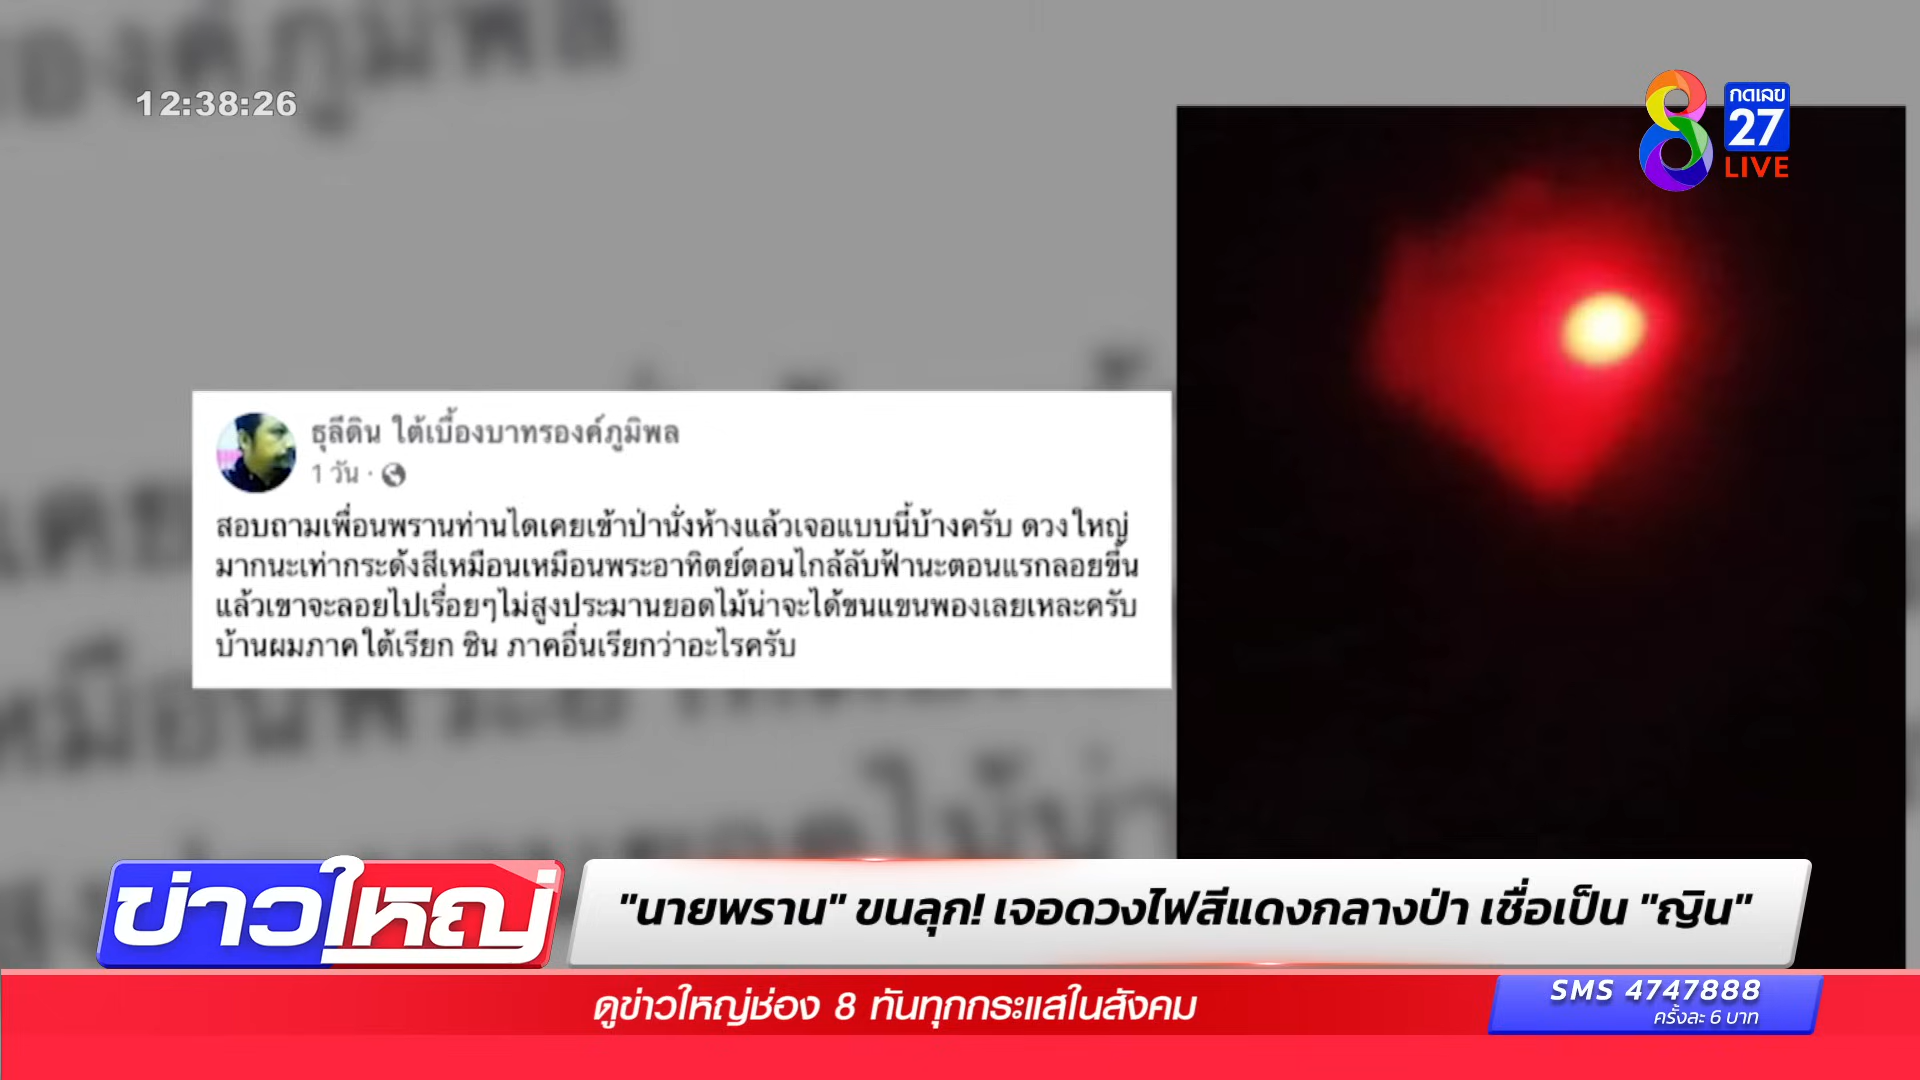 12:38:26
กดเลข
8
27
LIVE
ธุลีดิน ใต้เบื้องบาทรองค์ภูมิพล
1 วัน ·
สอบถามเพื่อนพรานท่านไดเคยเข้าป่านั่งห้างแล้วเจอแบบนี้บ้างครับ ดวงใหญ่
มากนะเท่ากระด้งสีเหมือนเหมือนพระอาทิตย์ตอนไกล้ลับฟ้านะตอนแรกลอยขึ้น
แล้วเขาจะลอยไปเรื่อยๆไม่สูงประมานยอดไม้น่าจะได้ขนแขนพองเลยเหละครับ
บ้านผมภาคใต้เรียก ชิน ภาคอื่นเรียกว่าอะไรครับ
ข่าวใหญ่
"นายพราน" ขนลุก! เจอดวงไฟสีแดงกลางป่า เชื่อเป็น "ญิน"
ดูข่าวใหญ่ช่อง 8 ทันทุกกระแสในสังคม
SMS 4747888
ครั้งละ 6 บาท